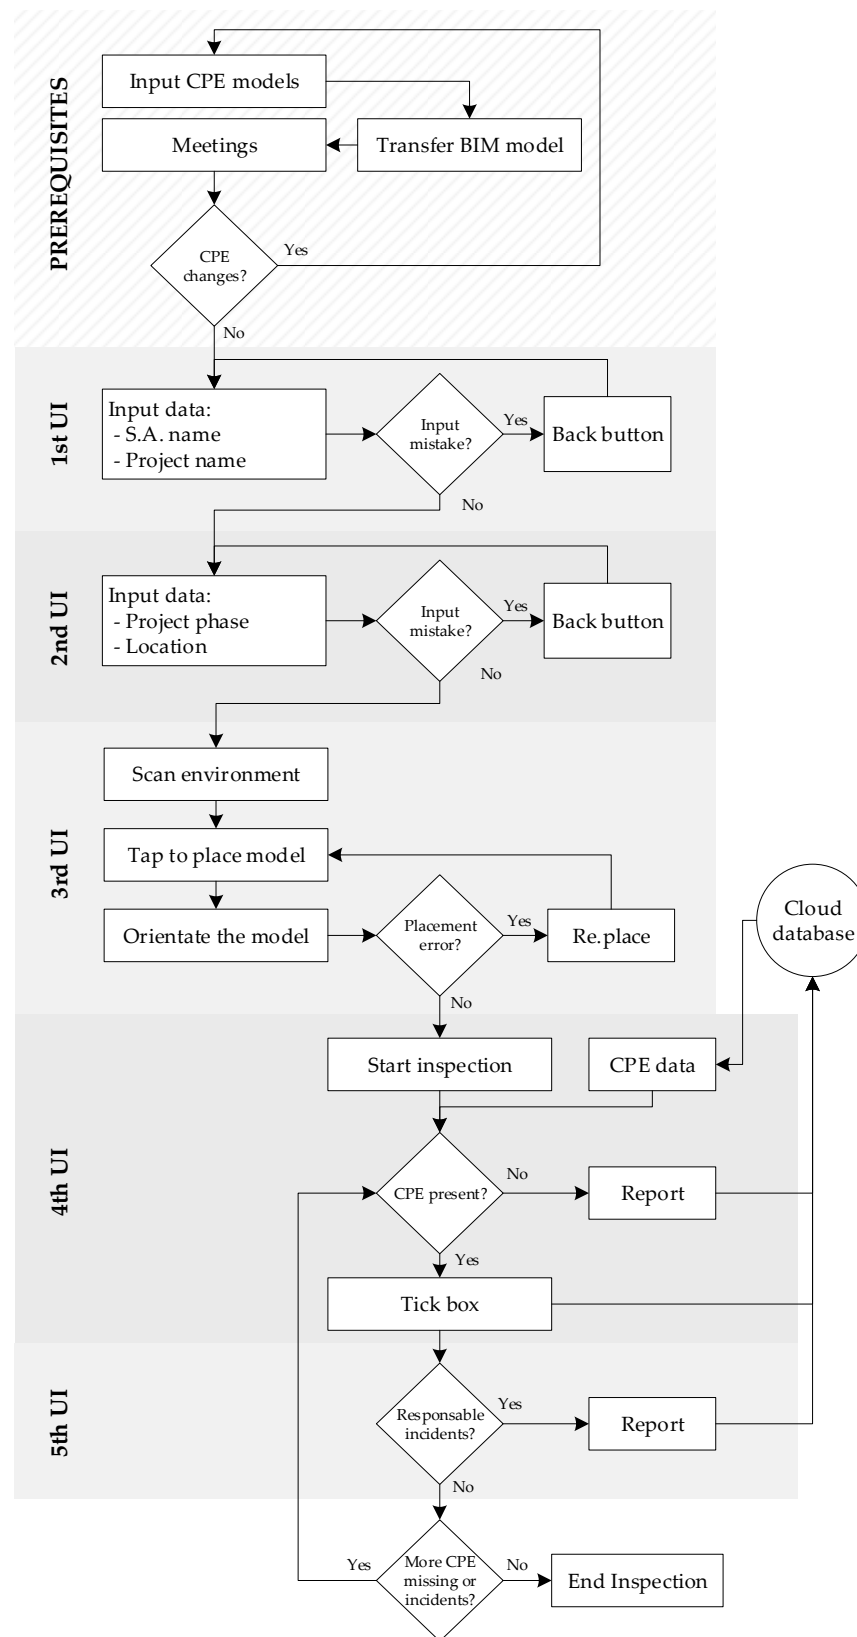 PREREQUISITES
Input CPE models
Meetings
Transfer BIM model
CPE
changes?
Yes
No
1st UI
Input data:
- S.A. name
- Project name
Input
mistake?
Yes
Back button
No
2nd UI
Input data:
- Project phase
- Location
Input
mistake?
Yes
Back button
No
3rd UI
Scan environment
Tap to place model
Orientate the model
Placement
error?
Yes
Re.place
No
Cloud
database
4th UI
Start inspection
CPE data
CPE present?
No
Report
Yes
Tick box
5th UI
Responsable
incidents?
Yes
Report
No
More CPE
missing or
incidents?
Yes
No
End Inspection